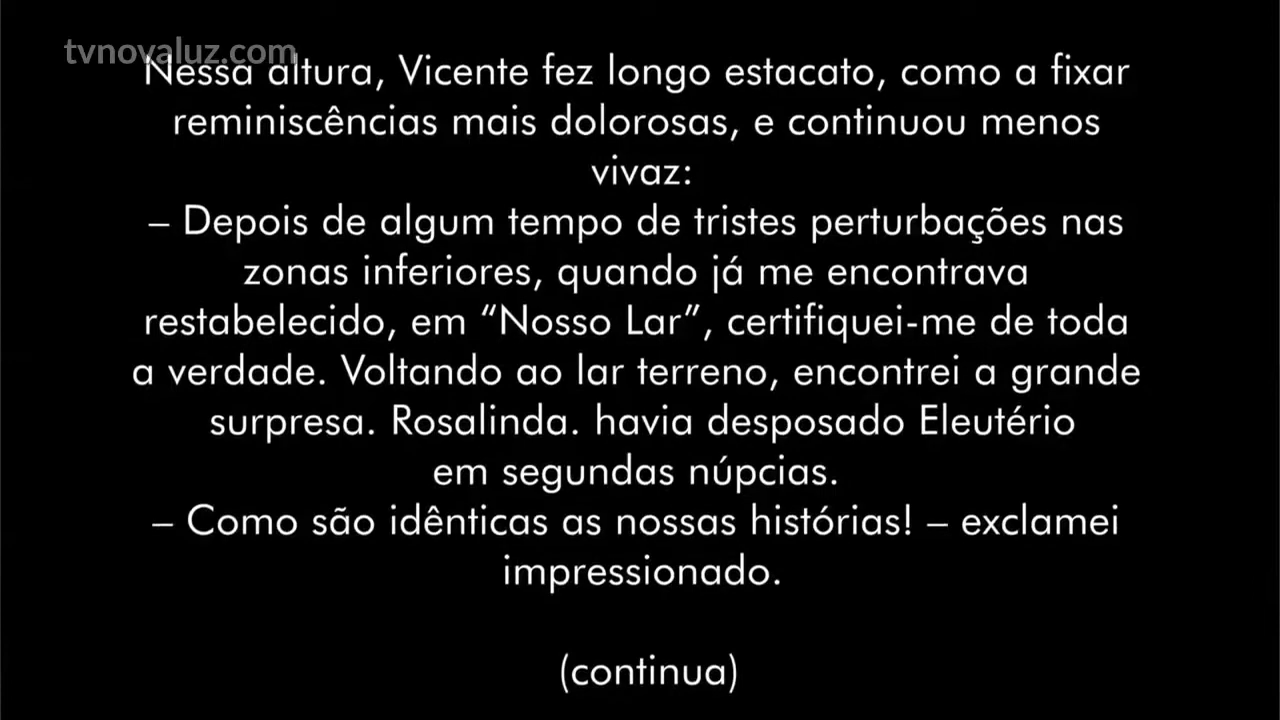 tvnovaluz.com
Nessa altura, Vicente fez longo estacato, como a fixar
reminiscências mais dolorosas, e continuou menos
vivaz:
– Depois de algum tempo de tristes perturbações nas
zonas inferiores, quando já me encontrava
restabelecido, em “Nosso Lar”, certifiquei-me de toda
a verdade. Voltando ao lar terreno, encontrei a grande
surpresa. Rosalinda. havia desposado Eleutério
em segundas núpcias.
– Como são idênticas as nossas histórias! – exclamei
impressionado.
(continua)